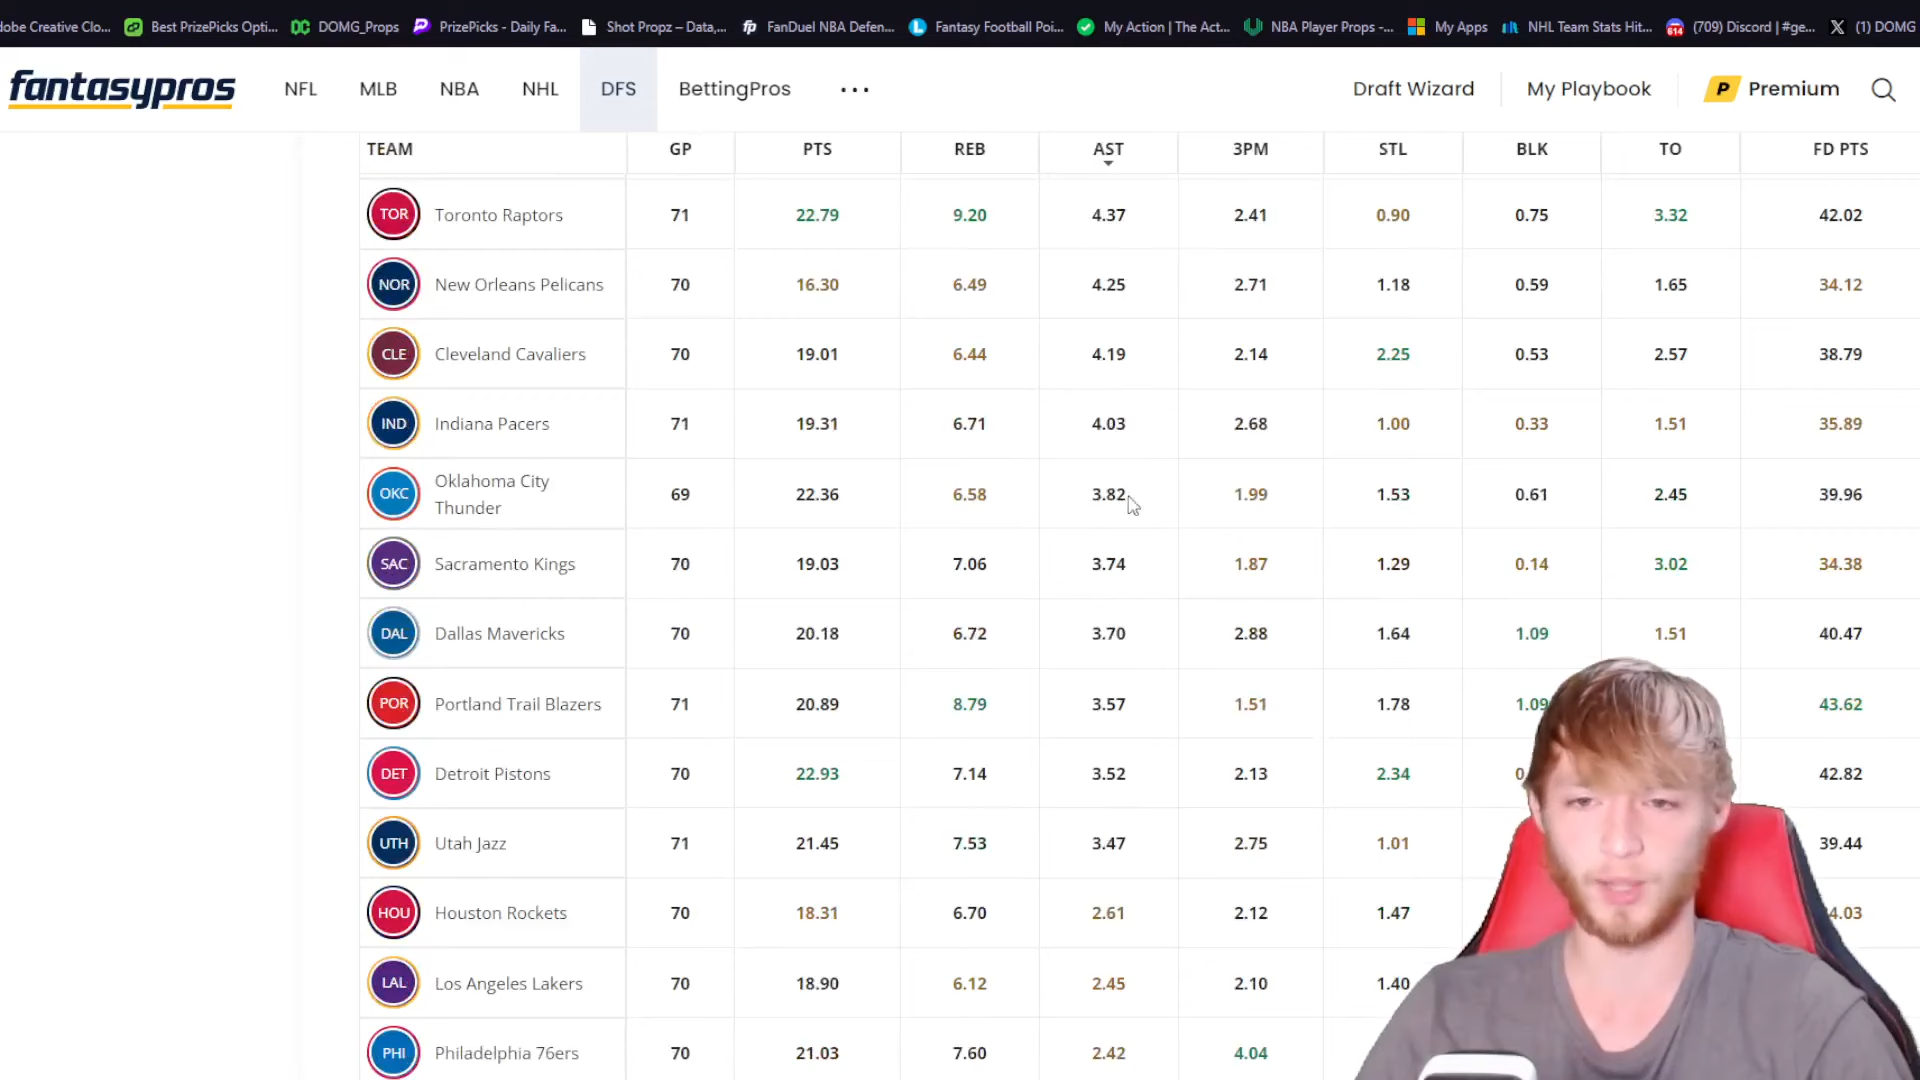 dobe Creative Clo... Best PrizePicks Opti... DC DOMG_Props PrizePicks - Daily Fa... Shot Propz – Data,... fp FanDuel NBA Defen... Fantasy Football Poi... My Action | The Act... NBA Player Props -... My Apps NHL Team Stats Hit... 614 (709) Discord | #ge... X (1) DOMG
fantasypros NFL MLB NBA NHL DFS BettingPros ... Draft Wizard My Playbook P Premium
TEAM GP PTS REB AST 3PM STL BLK TO FD PTS
TOR Toronto Raptors 71 22.79 9.20 4.37 2.41 0.90 0.75 3.32 42.02
NOR New Orleans Pelicans 70 16.30 6.49 4.25 2.71 1.18 0.59 1.65 34.12
CLE Cleveland Cavaliers 70 19.01 6.44 4.19 2.14 2.25 0.53 2.57 38.79
IND Indiana Pacers 71 19.31 6.71 4.03 2.68 1.00 0.33 1.51 35.89
OKC Oklahoma City Thunder 69 22.36 6.58 3.82 1.99 1.53 0.61 2.45 39.96
SAC Sacramento Kings 70 19.03 7.06 3.74 1.87 1.29 0.14 3.02 34.38
DAL Dallas Mavericks 70 20.18 6.72 3.70 2.88 1.64 1.09 1.51 40.47
POR Portland Trail Blazers 71 20.89 8.79 3.57 1.51 1.78 1.09 43.62
DET Detroit Pistons 70 22.93 7.14 3.52 2.13 2.34 0. 42.82
UTH Utah Jazz 71 21.45 7.53 3.47 2.75 1.01 39.44
HOU Houston Rockets 70 18.31 6.70 2.61 2.12 1.47 4.03
LAL Los Angeles Lakers 70 18.90 6.12 2.45 2.10 1.40
PHI Philadelphia 76ers 70 21.03 7.60 2.42 4.04